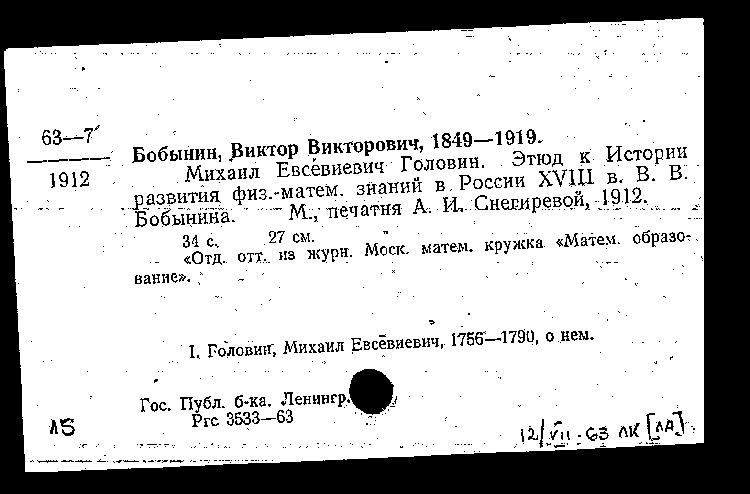 63—7
1912
Бобынин, Виктор Викторович, 1849—1919.
Михаил Евсевиевич Головин. Этюд к Истории
развития физ.-матем. знаний в России XVIII в. В. В.
Бобынина. М., печатня А. И. Снегиревой, 1912.
34 с. 27 см.
«Отд. отт. из журн. Моск. матем. кружка «Матем. образо-
вание».
I. Головин, Михаил Евсевиевич, 1756—1790, о нем.
Гос. Публ. б-ка. Ленингр.
Ргс 3533—63
12/VII-63 ЛК [ЛА]